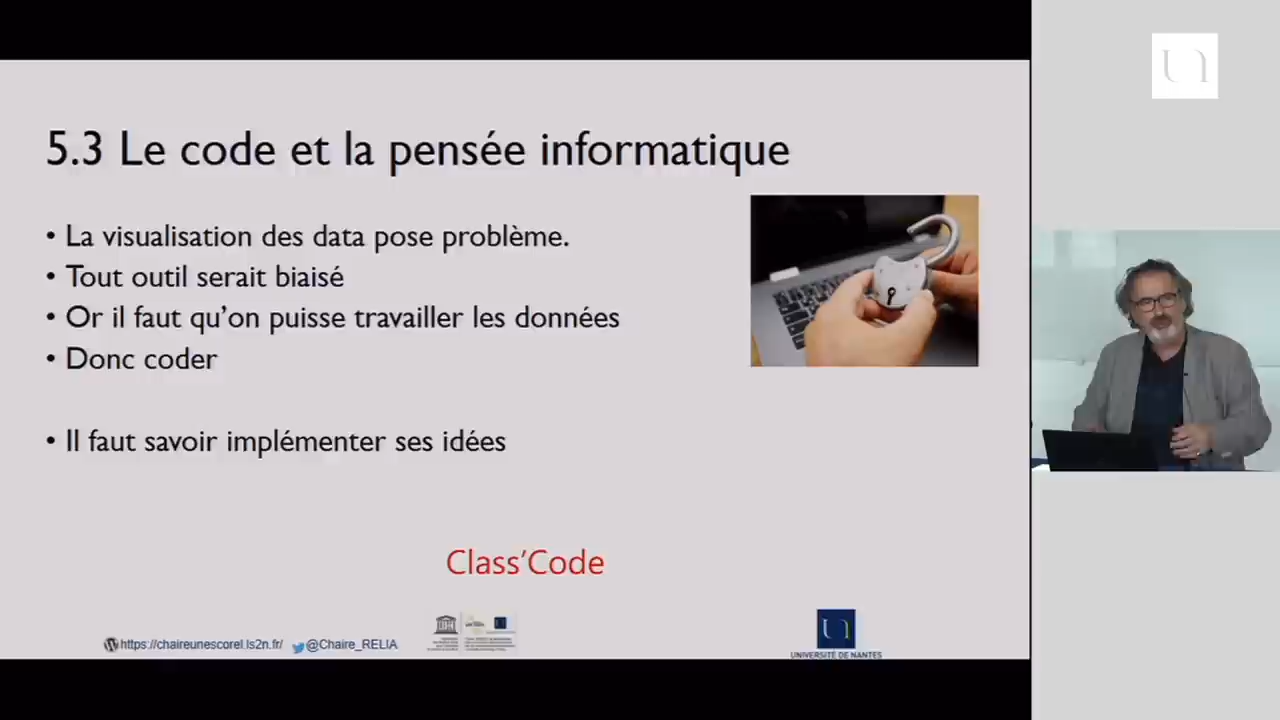 5.3 Le code et la pensée informatique
• La visualisation des data pose problème.
• Tout outil serait biaisé
• Or il faut qu’on puisse travailler les données
• Donc coder
• Il faut savoir implémenter ses idées
Class’Code
https://chaireunescorel.ls2n.fr/
@Chaire_RELIA
UNIVERSITÉ DE NANTES